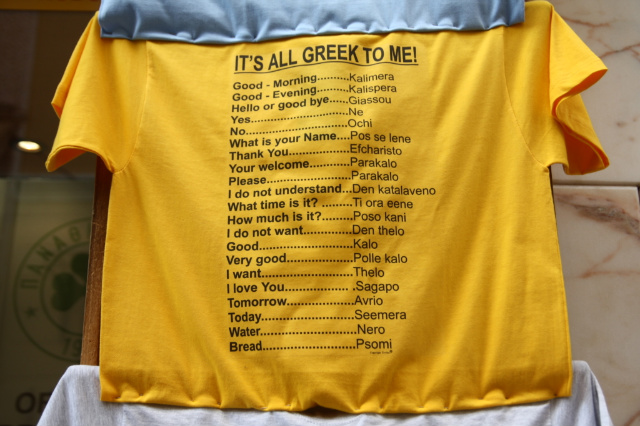 IT'S ALL GREEK TO ME!
Good - Morning..........Kalimera
Good - Evening..........Kalispera
Hello or good bye......Giassou
Yes............................Ne
No.............................Ochi
What is your Name....Pos se lene
Thank You.................Efcharisto
Your welcome............Parakalo
Please.......................Parakalo
I do not understand...Den katalaveno
What time is it? .........Ti ora eene
How much is it?.........Poso kani
I do not want..............Den thelo
Good..........................Kalo
Very good..................Polle kalo
I want.........................Thelo
I love You................... .Sagapo
Tomorrow...................Avrio
Today..........................Seemera
Water..........................Nero
Bread..........................Psomi